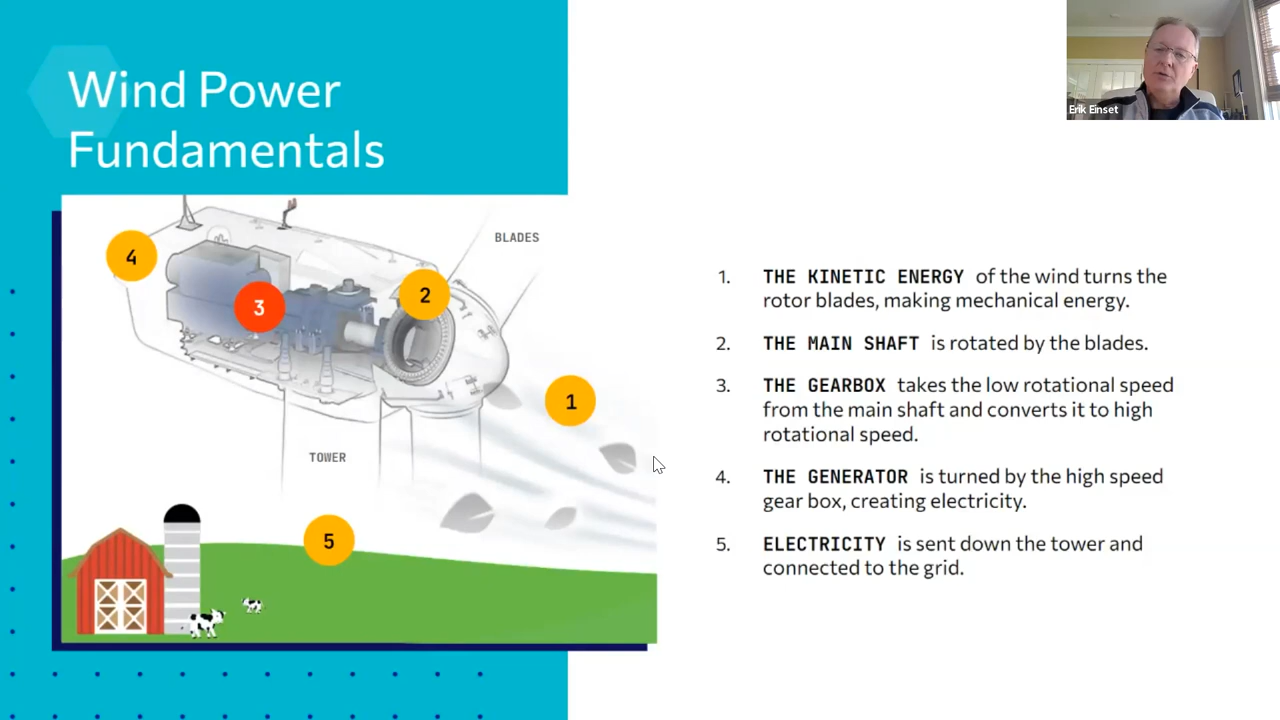 Wind Power
Fundamentals
Erik Einset
BLADES
4
3
2
1
TOWER
5
1. THE KINETIC ENERGY of the wind turns the
rotor blades, making mechanical energy.
2. THE MAIN SHAFT is rotated by the blades.
3. THE GEARBOX takes the low rotational speed
from the main shaft and converts it to high
rotational speed.
4. THE GENERATOR is turned by the high speed
gear box, creating electricity.
5. ELECTRICITY is sent down the tower and
connected to the grid.